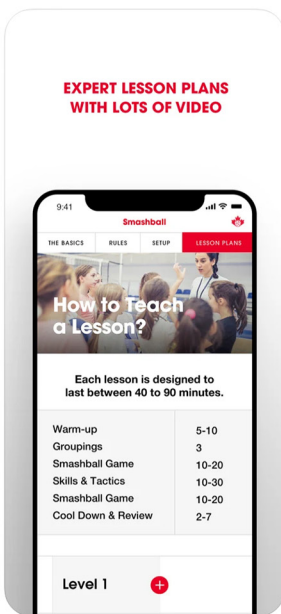 EXPERT LESSON PLANS
WITH LOTS OF VIDEO
9:41
Smashball
THE BASICS RULES SETUP LESSON PLANS
How to Teach
a Lesson?
Each lesson is designed to
last between 40 to 90 minutes.
Warm-up 5-10
Groupings 3
Smashball Game 10-20
Skills & Tactics 10-30
Smashball Game 10-20
Cool Down & Review 2-7
Level 1 +